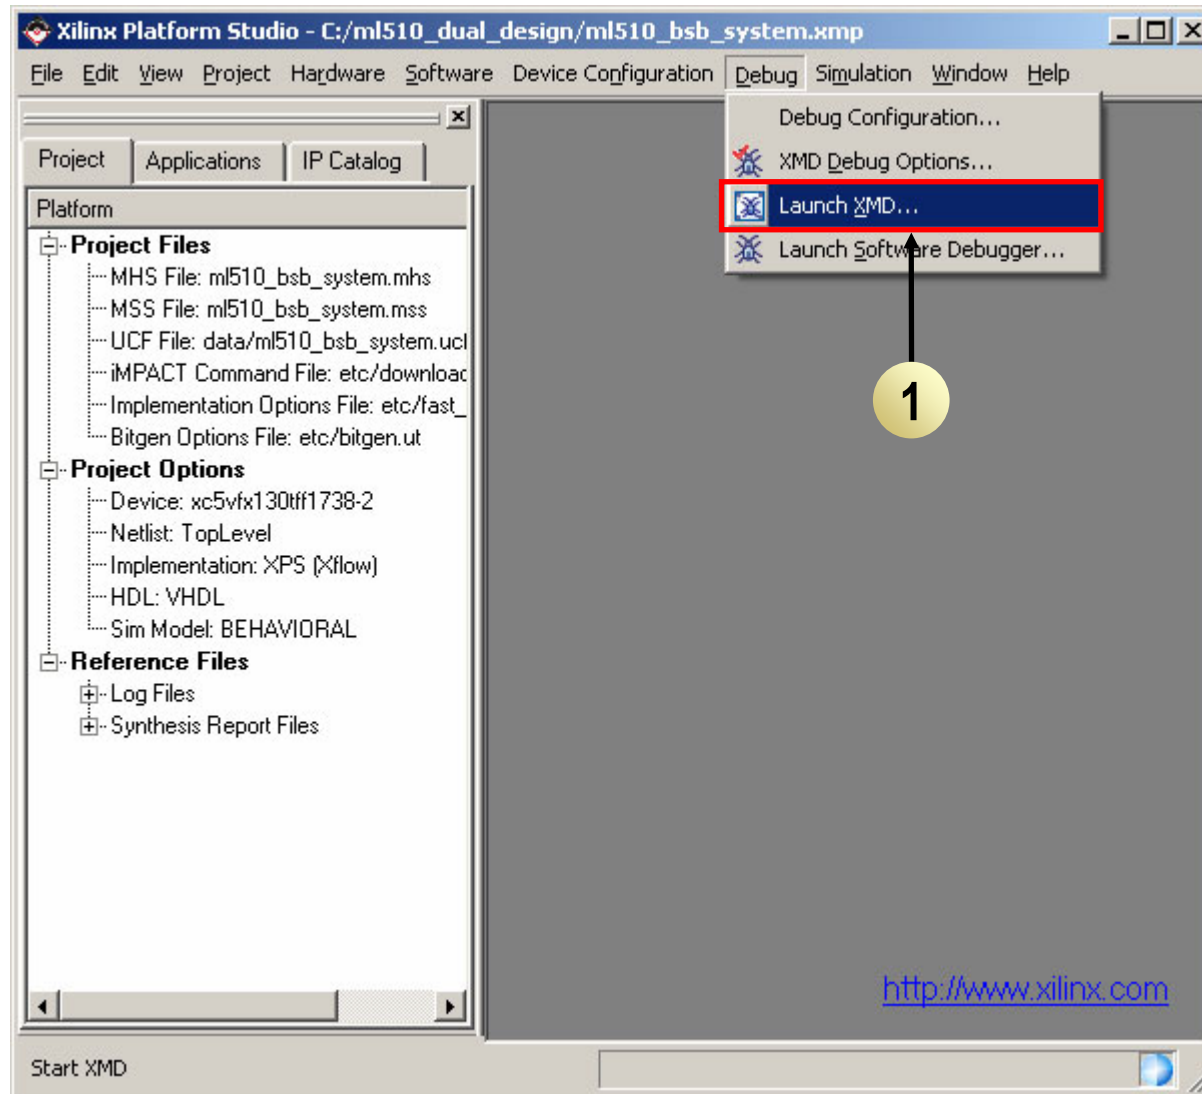 Xilinx Platform Studio - C:/ml510_dual_design/ml510_bsb_system.xmp
File Edit View Project Hardware Software Device Configuration Debug Simulation Window Help
Debug Configuration...
XMD Debug Options...
Launch XMD...
Launch Software Debugger...
1
Project Applications IP Catalog
Platform
Project Files
MHS File: ml510_bsb_system.mhs
MSS File: ml510_bsb_system.mss
UCF File: data/ml510_bsb_system.ucf
iMPACT Command File: etc/download
Implementation Options File: etc/fast_
Bitgen Options File: etc/bitgen.ut
Project Options
Device: xc5vfx130tff1738-2
Netlist: TopLevel
Implementation: XPS (Xflow)
HDL: VHDL
Sim Model: BEHAVIORAL
Reference Files
Log Files
Synthesis Report Files
http://www.xilinx.com
Start XMD